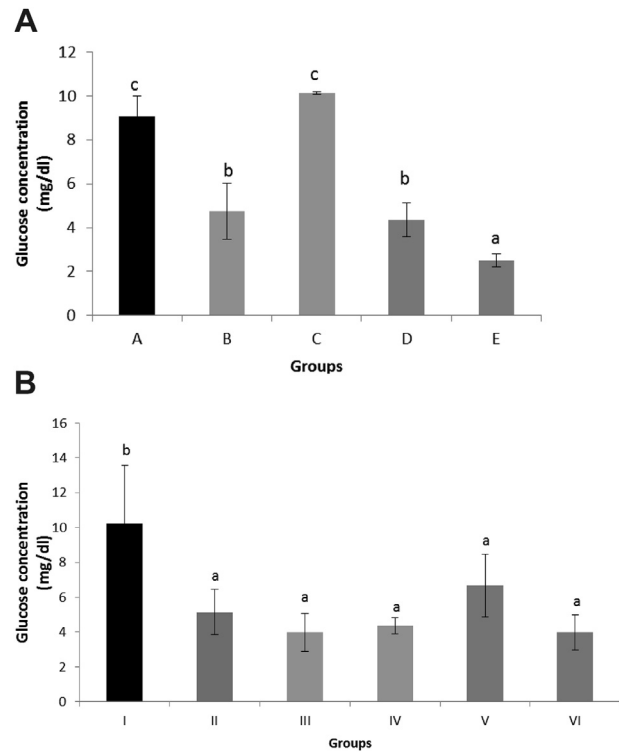 A
Glucose concentration
(mg/dl)
12
10
8
6
4
2
0
c
b
c
b
a
A B C D E
Groups
B
Glucose concentration
(mg/dl)
16
14
12
10
8
6
4
2
0
b
a
a
a
a
a
I II III IV V VI
Groups